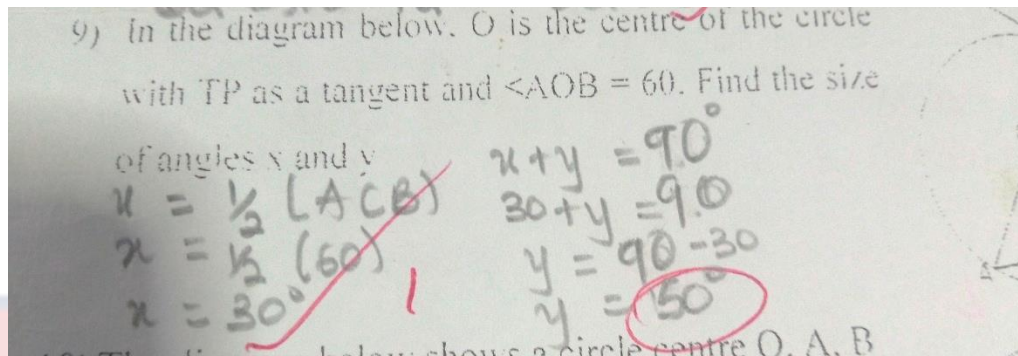 9) In the diagram below. O is the centre of the circle
with TP as a tangent and <AOB = 60. Find the size
of angles x and y
x = ½ (ACB)
x = ½ (60)
x = 30°
1
x + y = 90°
30 + y = 90
y = 90 - 30
y = 50°
circle centre O. A, B